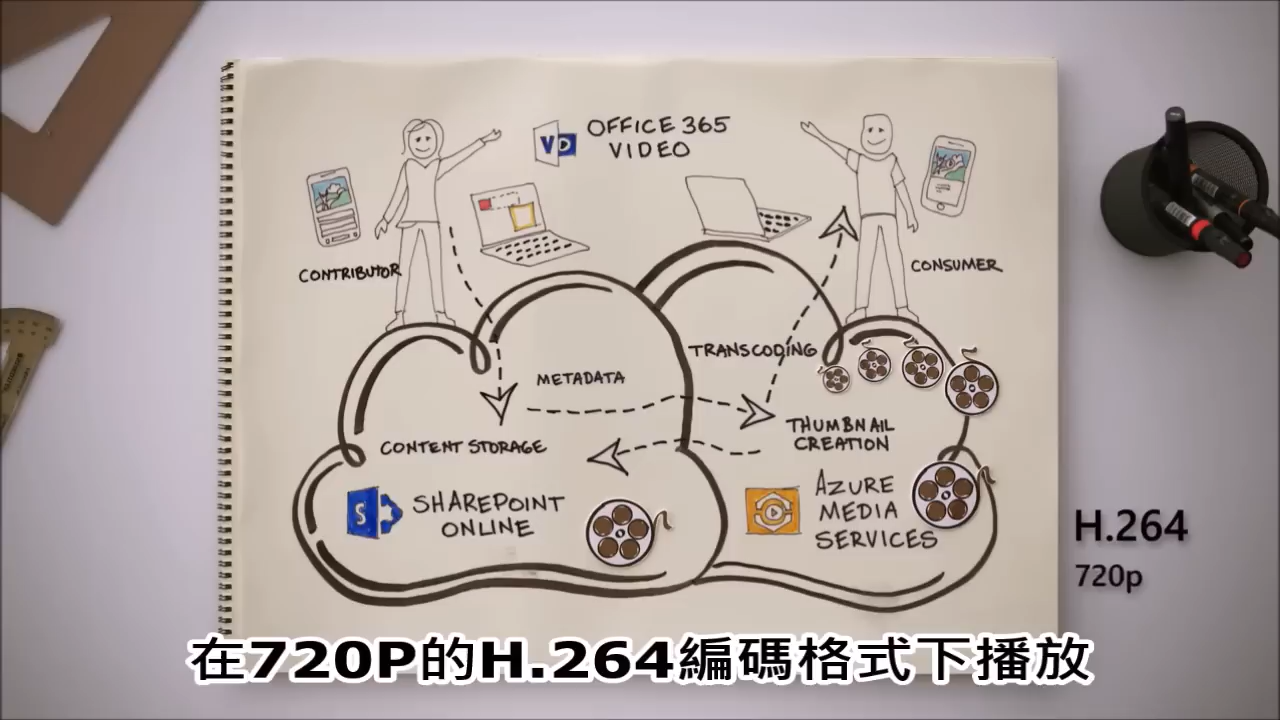 VD
OFFICE 365
VIDEO
CONTRIBUTOR
CONSUMER
TRANSCODING
METADATA
THUMBNAIL
CREATION
CONTENT STORAGE
S
SHAREPOINT
ONLINE
AZURE
MEDIA
SERVICES
H.264
720p
在720P的H.264編碼格式下播放